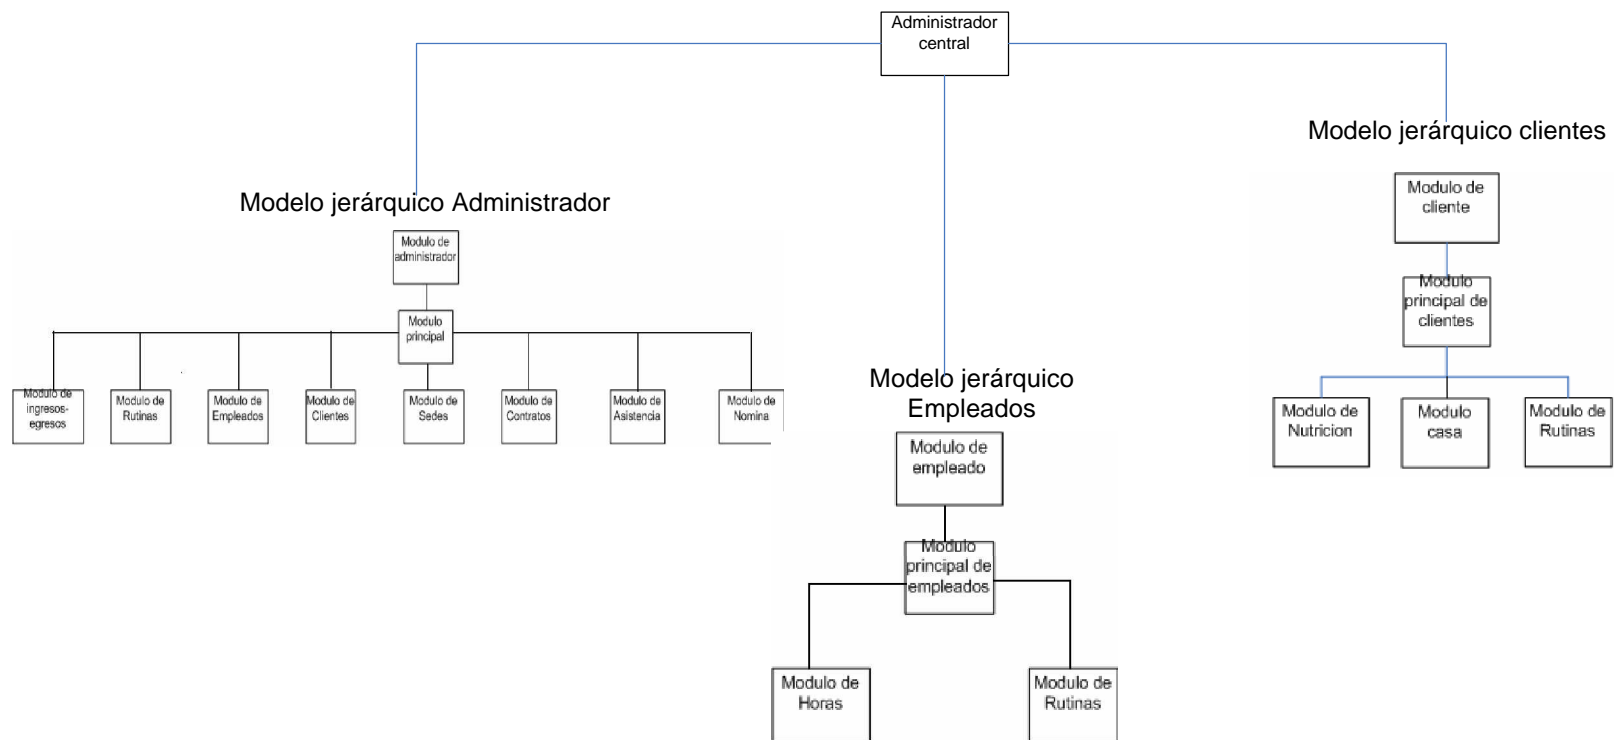 Administrador
central
Modelo jerárquico clientes
Modulo de
cliente
Modulo
principal de
clientes
Modulo de
Nutricion
Modulo
casa
Modulo de
Rutinas
Modelo jerárquico Administrador
Modulo de
administrador
Modulo
principal
Modulo de
ingresos-
egresos
Modulo de
Rutinas
Modulo de
Empleados
Modulo de
Clientes
Modulo de
Sedes
Modulo de
Contratos
Modulo de
Asistencia
Modulo de
Nomina
Modelo jerárquico
Empleados
Modulo de
empleado
Modulo
principal de
empleados
Modulo de
Horas
Modulo de
Rutinas